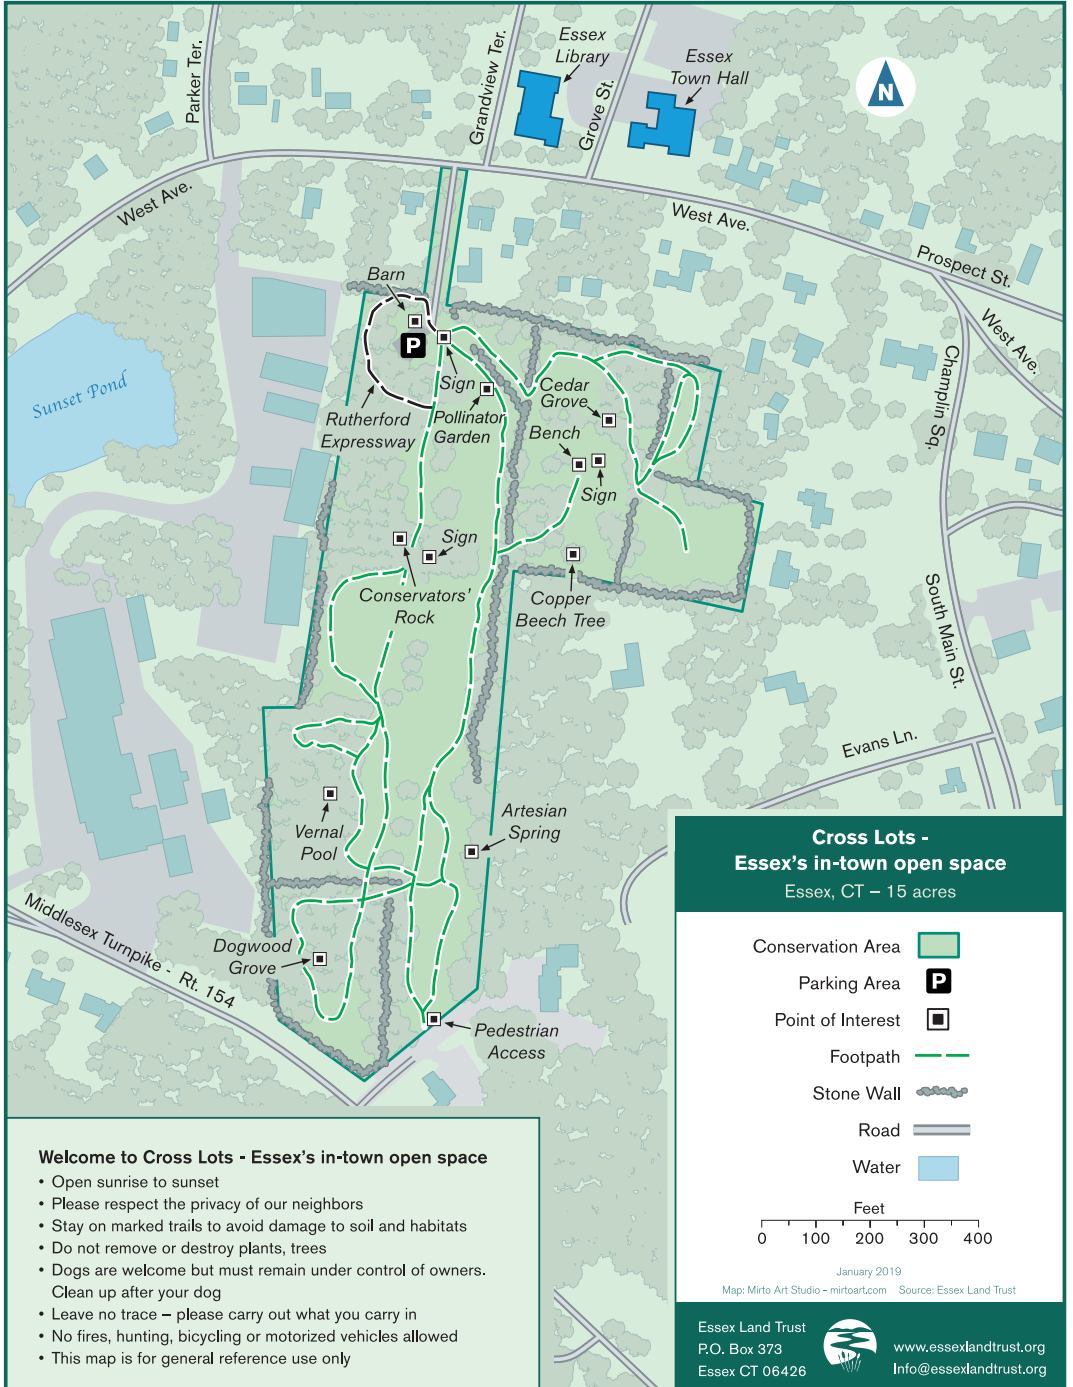 Essex
Library
Essex
Town Hall
N
Parker Ter.
Grandview Ter.
Grove St.
West Ave.
West Ave.
Prospect St.
West Ave.
Champlin Sq.
Barn
P
Sign
Sunset Pond
Rutherford
Expressway
Pollinator
Garden
Cedar
Grove
Bench
Sign
Sign
Conservators'
Rock
Copper
Beech Tree
South Main St.
Evans Ln.
Vernal
Pool
Artesian
Spring
Middlesex Turnpike - Rt. 154
Dogwood
Grove
Pedestrian
Access
Cross Lots -
Essex's in-town open space
Essex, CT – 15 acres
Conservation Area
Parking Area P
Point of Interest
Footpath
Stone Wall
Road
Water
Feet
0 100 200 300 400
January 2019
Map: Mirto Art Studio – mirtoart.com Source: Essex Land Trust
Essex Land Trust
P.O. Box 373
Essex CT 06426
www.essexlandtrust.org
Info@essexlandtrust.org
Welcome to Cross Lots - Essex's in-town open space
• Open sunrise to sunset
• Please respect the privacy of our neighbors
• Stay on marked trails to avoid damage to soil and habitats
• Do not remove or destroy plants, trees
• Dogs are welcome but must remain under control of owners.
Clean up after your dog
• Leave no trace – please carry out what you carry in
• No fires, hunting, bicycling or motorized vehicles allowed
• This map is for general reference use only